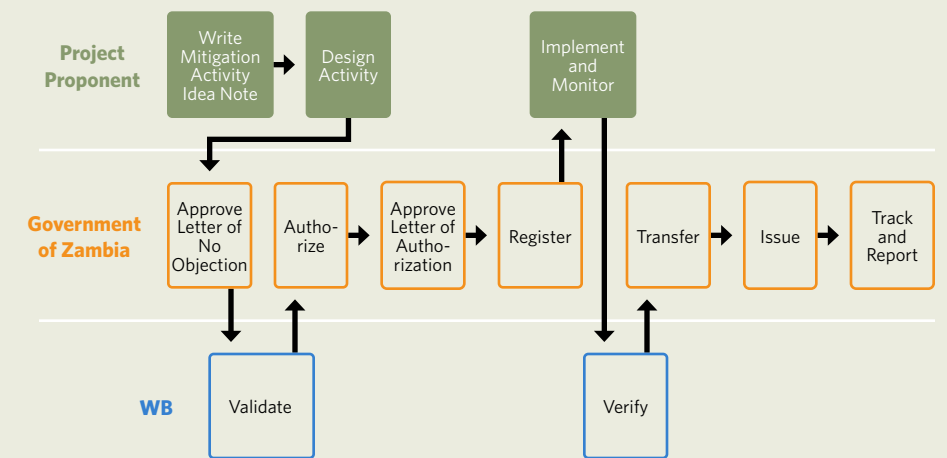 Project
Proponent
Write
Mitigation
Activity
Idea Note
Design
Activity
Implement
and
Monitor
Government
of Zambia
Approve
Letter of
No
Objection
Autho-
rize
Approve
Letter of
Autho-
rization
Register
Transfer
Issue
Track
and
Report
WB
Validate
Verify